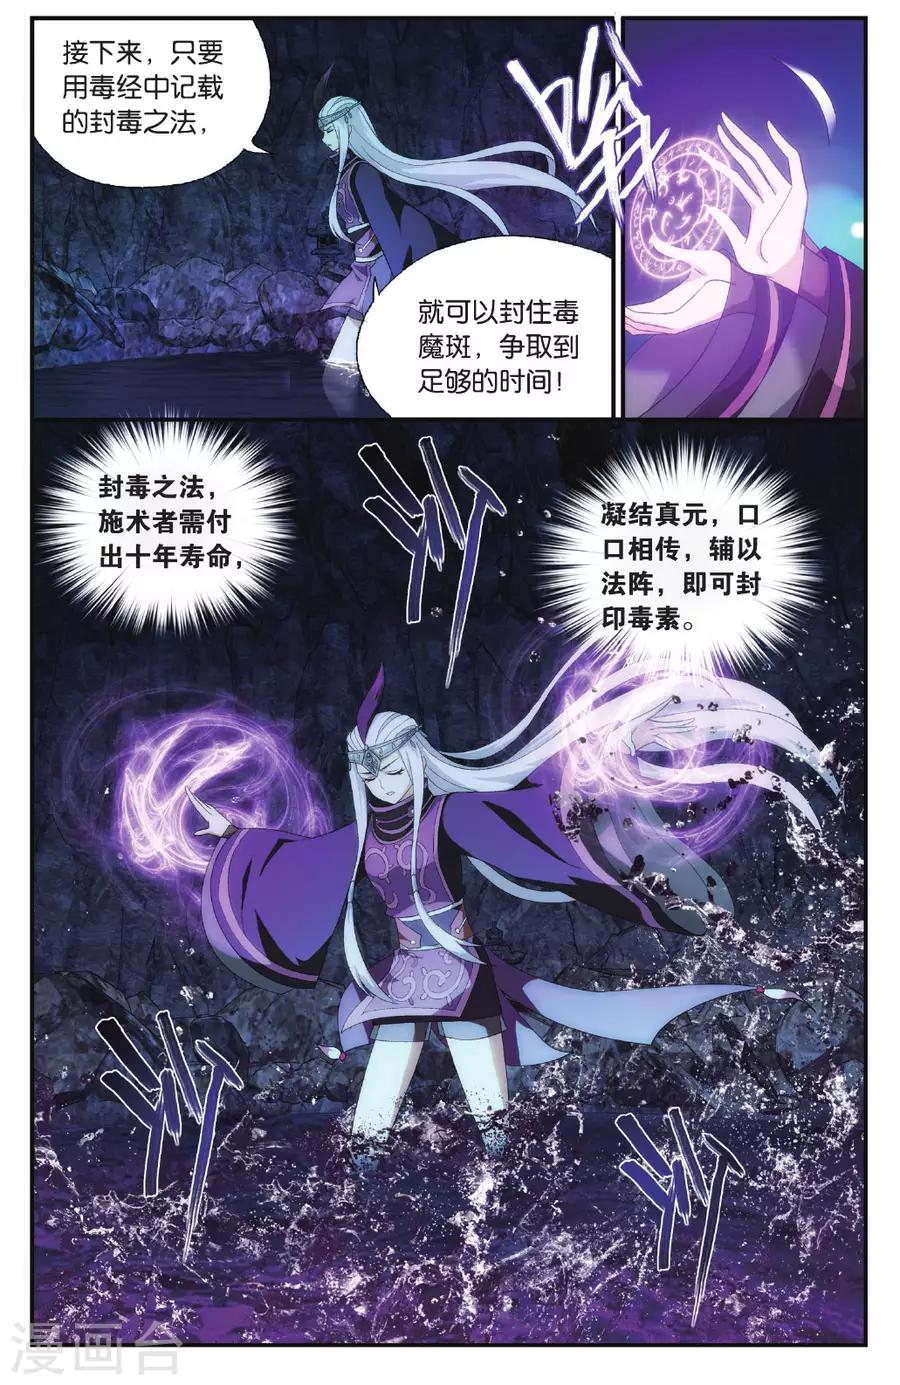 接下来，只要
用毒经中记载
的封毒之法，
嗡
就可以封住毒
魔斑，争取到
足够的时间！
封毒之法，
施术者需付
出十年寿命，
凝结真元，口
口相传，辅以
法阵，即可封
印毒素。
漫画台